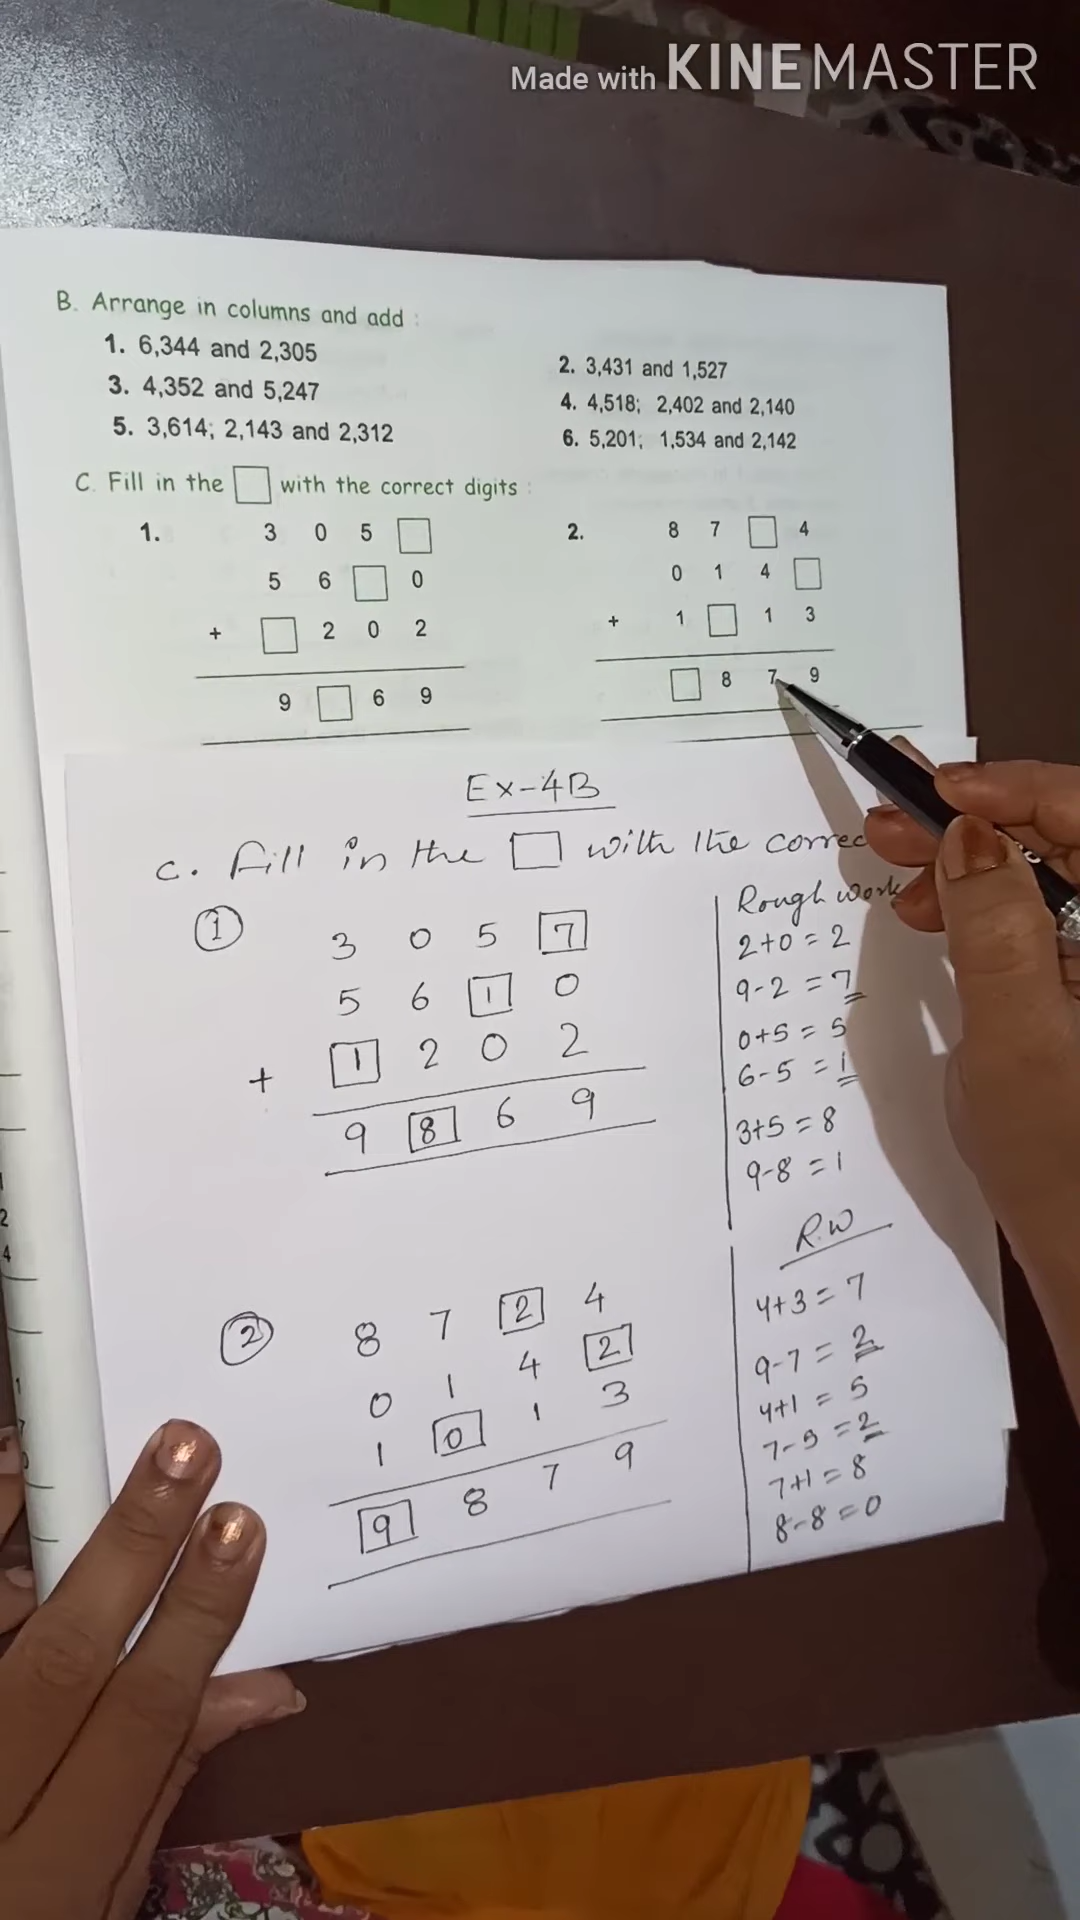 Made with KINEMASTER
B. Arrange in columns and add :
1. 6,344 and 2,305
2. 3,431 and 1,527
3. 4,352 and 5,247
4. 4,518; 2,402 and 2,140
5. 3,614; 2,143 and 2,312
6. 5,201; 1,534 and 2,142
C. Fill in the □ with the correct digits :
1.
3 0 5 □
5 6 □ 0
+ □ 2 0 2
9 □ 6 9
2.
8 7 □ 4
0 1 4 □
+ 1 □ 1 3
□ 8 7 9
Ex-4B
C. Fill in the □ with the correc
1
3 0 5 7
5 6 1 0
+ 1 2 0 2
9 8 6 9
Rough work
2+0 = 2
9-2 = 7
0+5 = 5
6-5 = 1
3+5 = 8
9-8 = 1
2
8 7 2 4
0 1 4 2
1 0 1 3
9 8 7 9
R.W
4+3 = 7
9-7 = 2
4+1 = 5
7-5 = 2
7+1 = 8
8-8 = 0